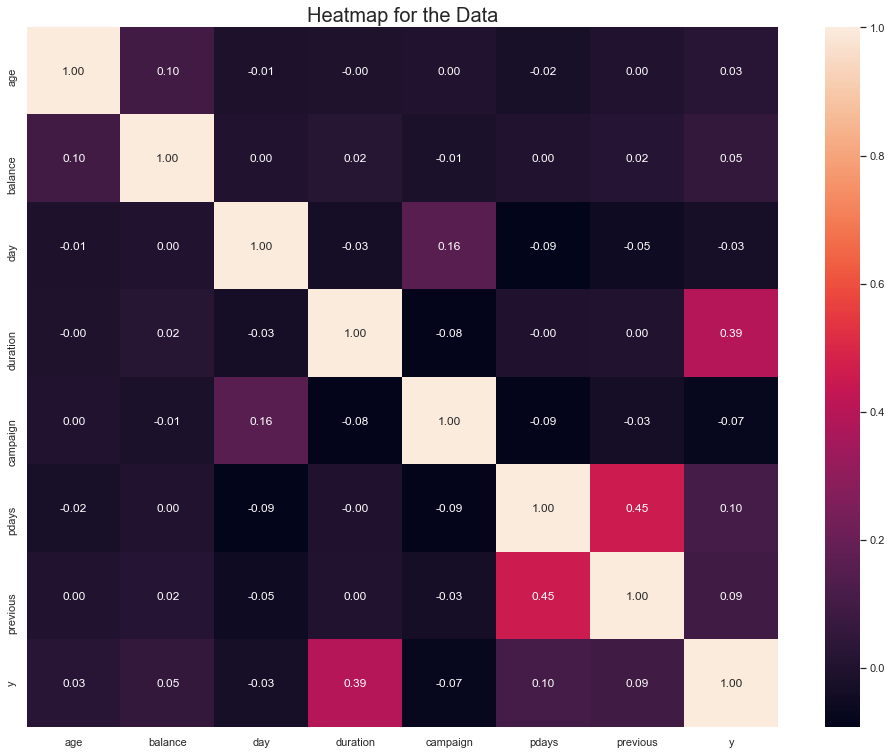 Heatmap for the Data
age 1.00 0.10 -0.01 -0.00 0.00 -0.02 0.00 0.03
balance 0.10 1.00 0.00 0.02 -0.01 0.00 0.02 0.05
day -0.01 0.00 1.00 -0.03 0.16 -0.09 -0.05 -0.03
duration -0.00 0.02 -0.03 1.00 -0.08 -0.00 0.00 0.39
campaign 0.00 -0.01 0.16 -0.08 1.00 -0.09 -0.03 -0.07
pdays -0.02 0.00 -0.09 -0.00 -0.09 1.00 0.45 0.10
previous 0.00 0.02 -0.05 0.00 -0.03 0.45 1.00 0.09
y 0.03 0.05 -0.03 0.39 -0.07 0.10 0.09 1.00
age balance day duration campaign pdays previous y
1.0
0.8
0.6
0.4
0.2
0.0